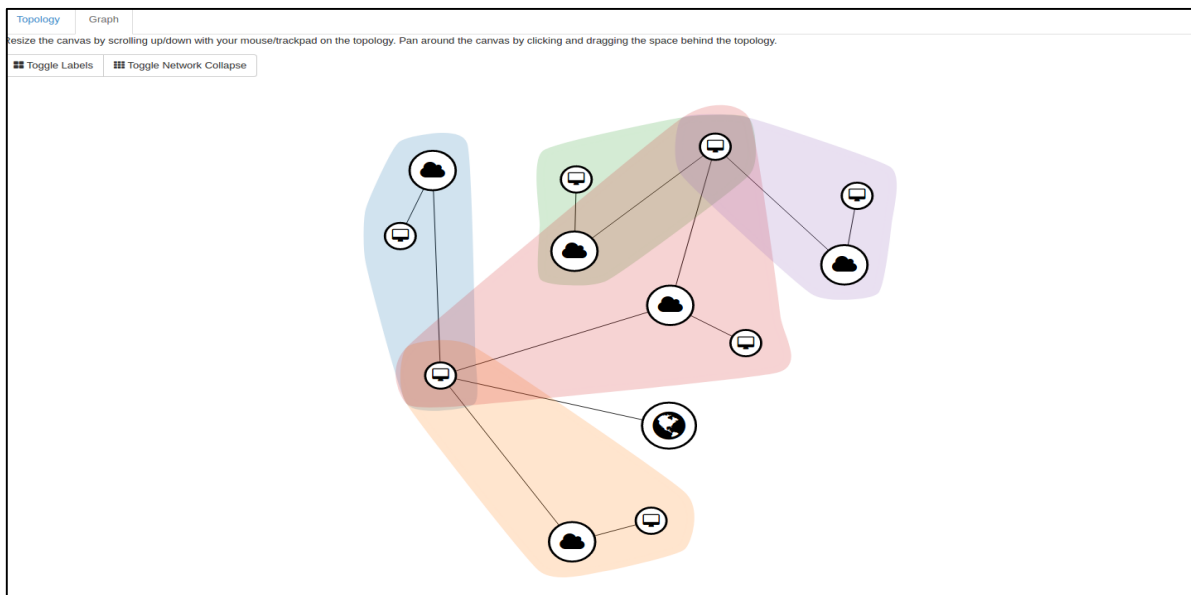 Topology Graph
Resize the canvas by scrolling up/down with your mouse/trackpad on the topology. Pan around the canvas by clicking and dragging the space behind the topology.
Toggle Labels Toggle Network Collapse